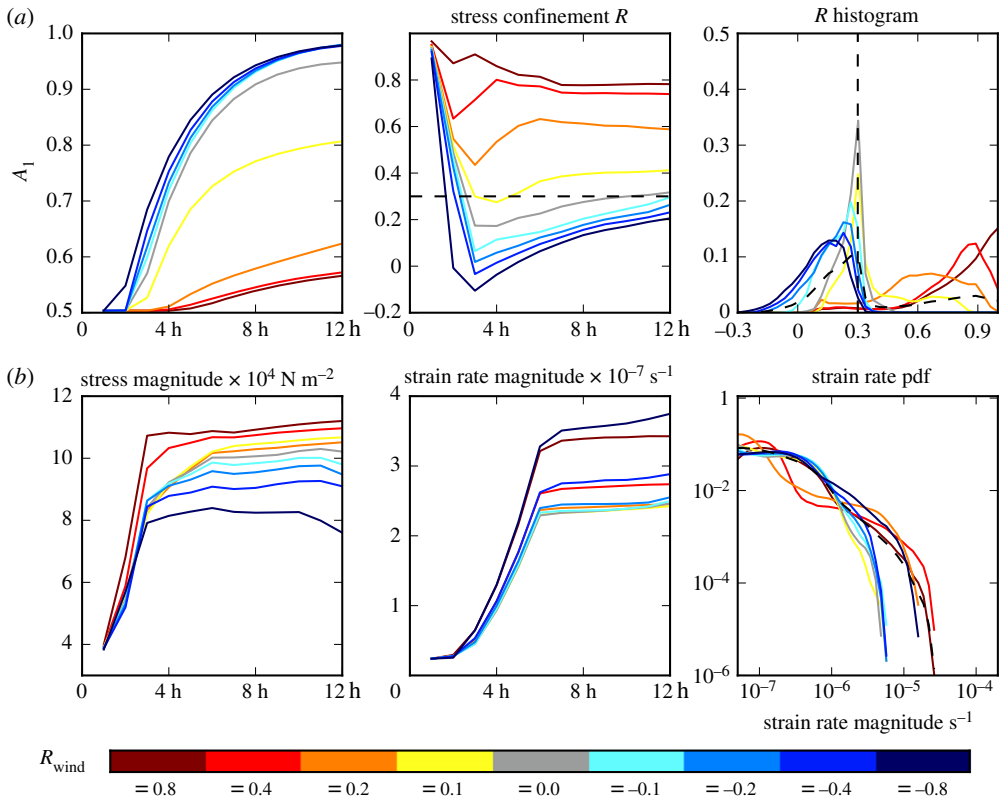 (a)
stress confinement R
R histogram
1.0
0.9
0.8
0.7
0.6
0.5
A1
0
4 h
8 h
12 h
0.8
0.6
0.4
0.2
0
−0.2
0
4 h
8 h
12 h
0.5
0.4
0.3
0.2
0.1
0
−0.3
0
0.3
0.6
0.9
(b)
stress magnitude × 10⁴ N m⁻²
strain rate magnitude × 10⁻⁷ s⁻¹
strain rate pdf
12
10
8
6
4
0
4 h
8 h
12 h
4
3
2
1
0
4 h
8 h
12 h
1
10⁻²
10⁻⁴
10⁻⁶
10⁻⁷
10⁻⁶
10⁻⁵
10⁻⁴
strain rate magnitude s⁻¹
Rwind
= 0.8
= 0.4
= 0.2
= 0.1
= 0.0
= −0.1
= −0.2
= −0.4
= −0.8